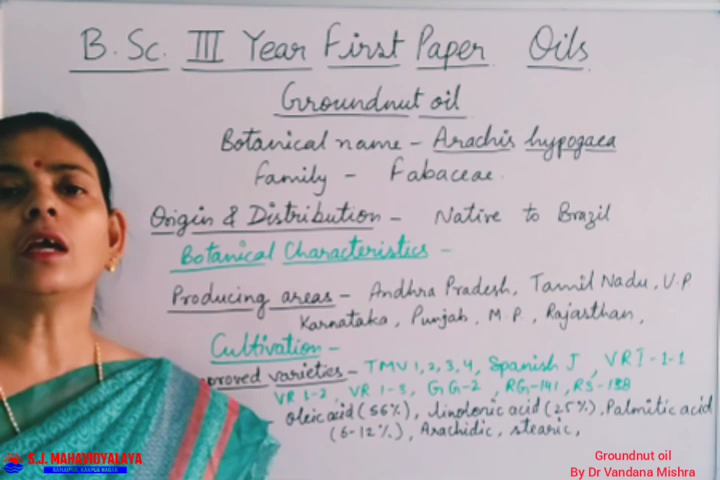 B.Sc. III Year First Paper Oils
Groundnut oil
Botanical name - Arachis hypogaea
Family - Fabaceae.
Origin & Distribution - Native to Brazil
Botanical Characteristics -
Producing areas - Andhra Pradesh, Tamil Nadu, U.P
Karnataka, Punjab, M.P., Rajasthan,
Cultivation -
proved varieties - TMV 1, 2, 3, 4, Spanish J, VRI-1-1
VR 1-2, VR 1-3, GG-2, RG-141, RS-138
oleic acid (56%), linolenic acid (25%), Palmitic acid
(6-12%), Arachidic, stearic,
S.J. MAHAVIDYALAYA
Groundnut oil
By Dr Vandana Mishra